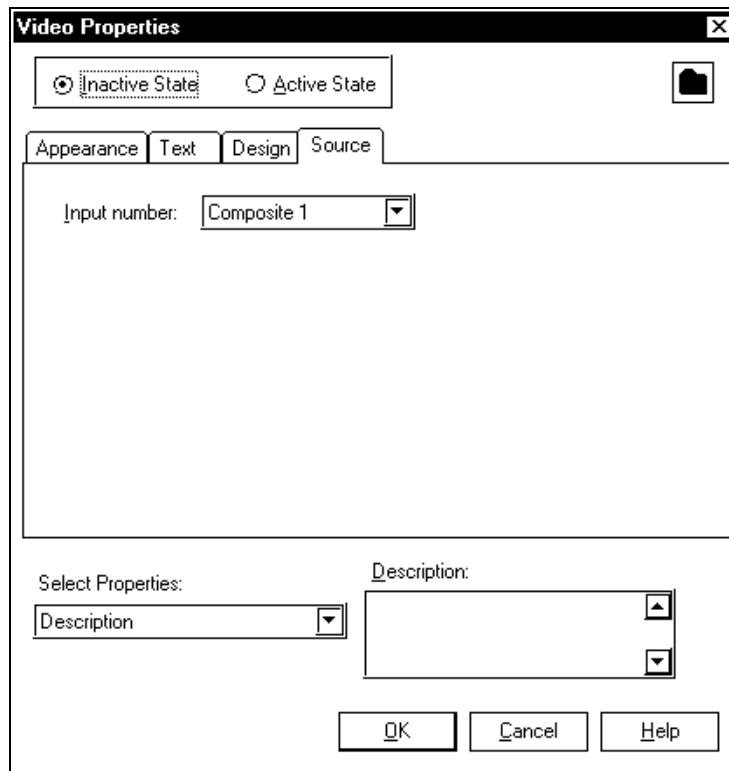 Video Properties
Inactive State Active State
Appearance Text Design Source
Input number: Composite 1
Select Properties: Description:
Description
OK Cancel Help